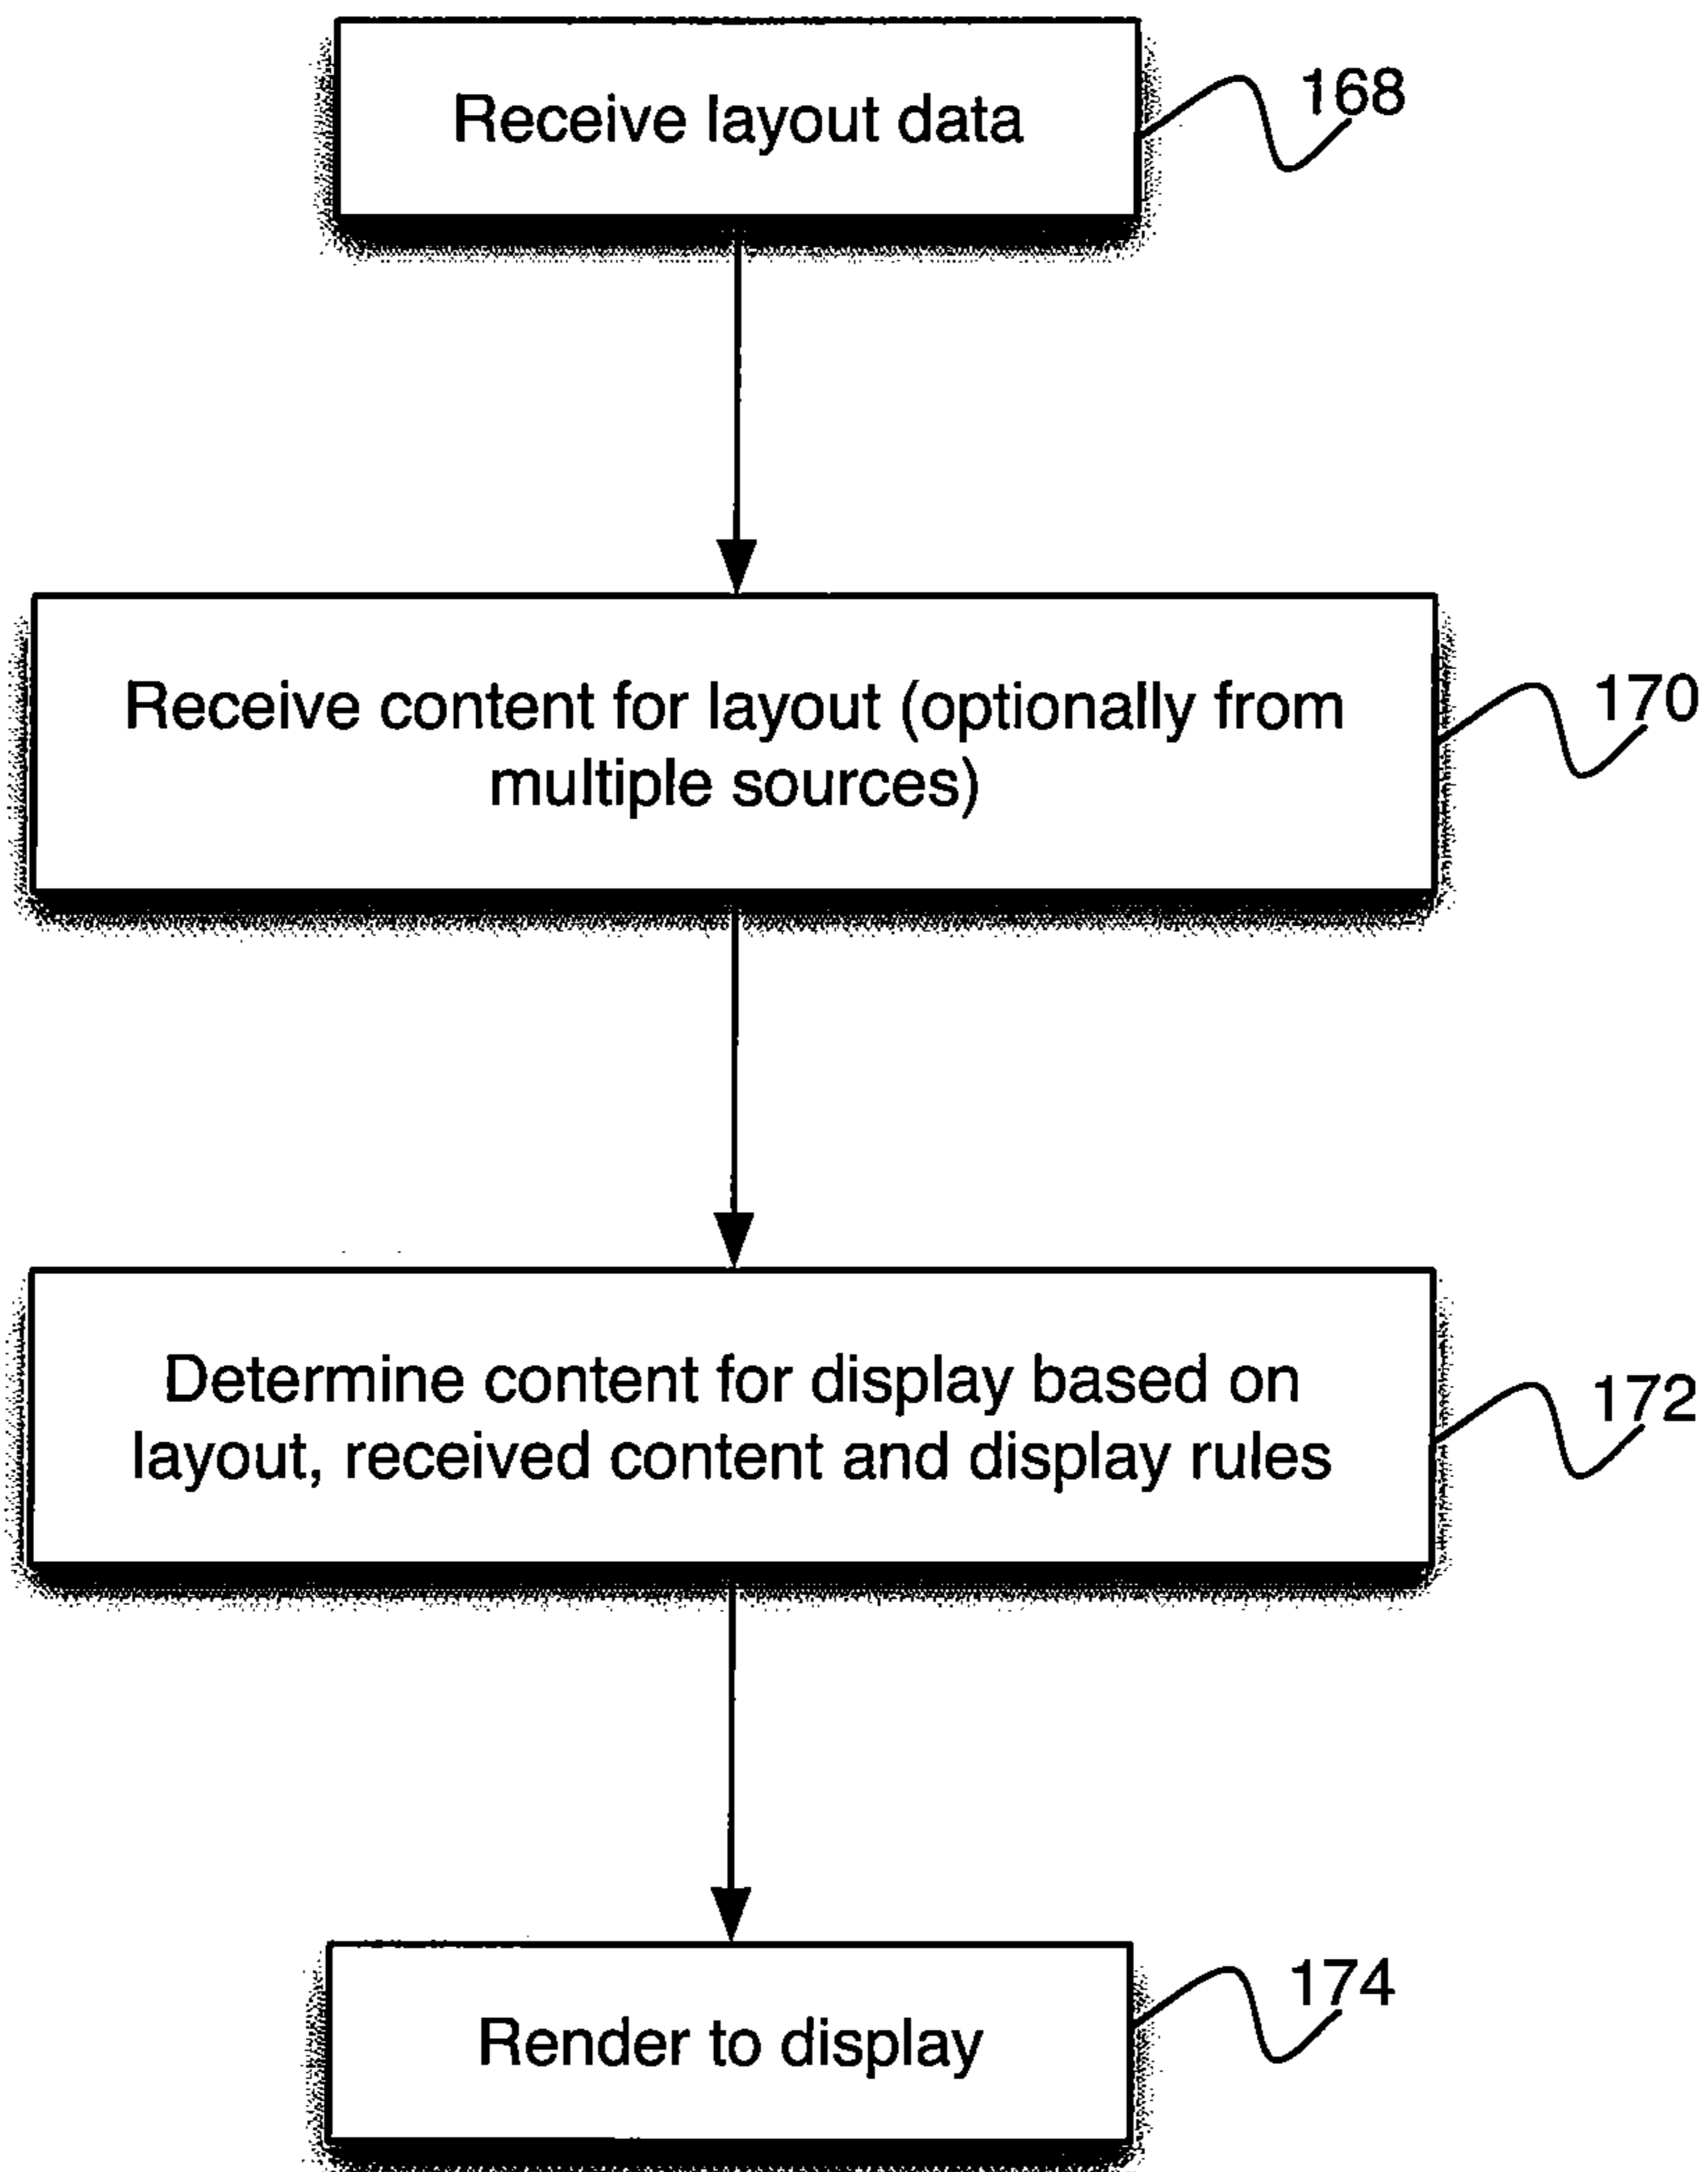 Receive layout data
168
Receive content for layout (optionally from
multiple sources)
170
Determine content for display based on
layout, received content and display rules
172
Render to display
174